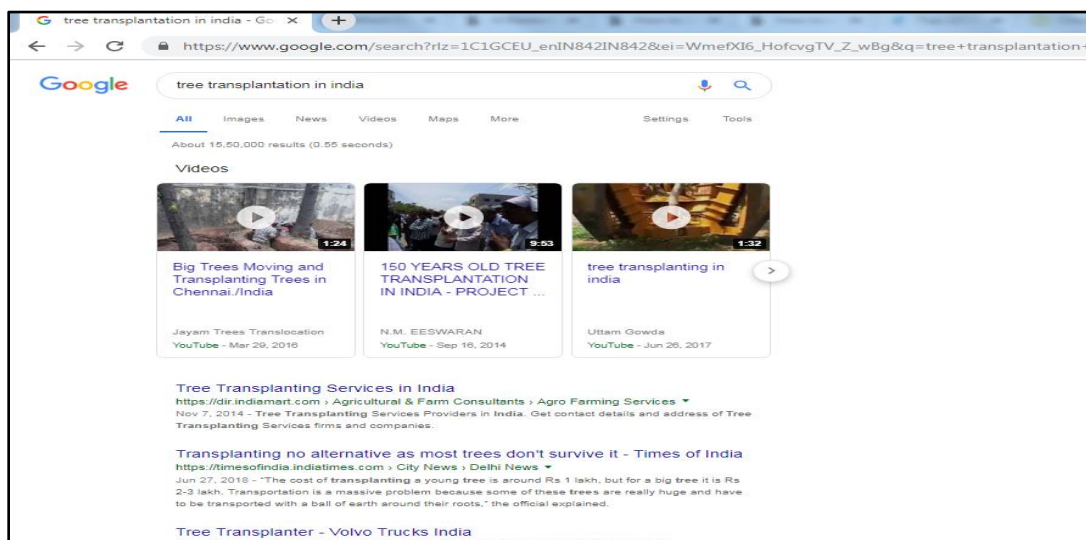 tree transplantation in india - Go
https://www.google.com/search?rlz=1C1GCEU_enIN842IN842&ei=WmefXI6_HofcvgTV_Z_wBg&q=tree+transplantation+
Google
tree transplantation in india
All Images News Videos Maps More Settings Tools
About 15,50,000 results (0.55 seconds)
Videos
1:24
9:53
1:32
Big Trees Moving and
Transplanting Trees in
Chennai./India
Jayam Trees Translocation
YouTube - Mar 29, 2016
150 YEARS OLD TREE
TRANSPLANTATION
IN INDIA - PROJECT ...
N.M. EESWARAN
YouTube - Sep 16, 2014
tree transplanting in
india
Uttam Gowda
YouTube - Jun 26, 2017
Tree Transplanting Services in India
https://dir.indiamart.com › Agricultural & Farm Consultants › Agro Farming Services
Nov 7, 2014 - Tree Transplanting Services Providers in India. Get contact details and address of Tree
Transplanting Services firms and companies.
Transplanting no alternative as most trees don't survive it - Times of India
https://timesofindia.indiatimes.com › City News › Delhi News
Jun 27, 2018 - "The cost of transplanting a young tree is around Rs 1 lakh, but for a big tree it is Rs
2-3 lakh. Transportation is a massive problem because some of these trees are really huge and have
to be transported with a ball of earth around their roots," the official explained.
Tree Transplanter - Volvo Trucks India